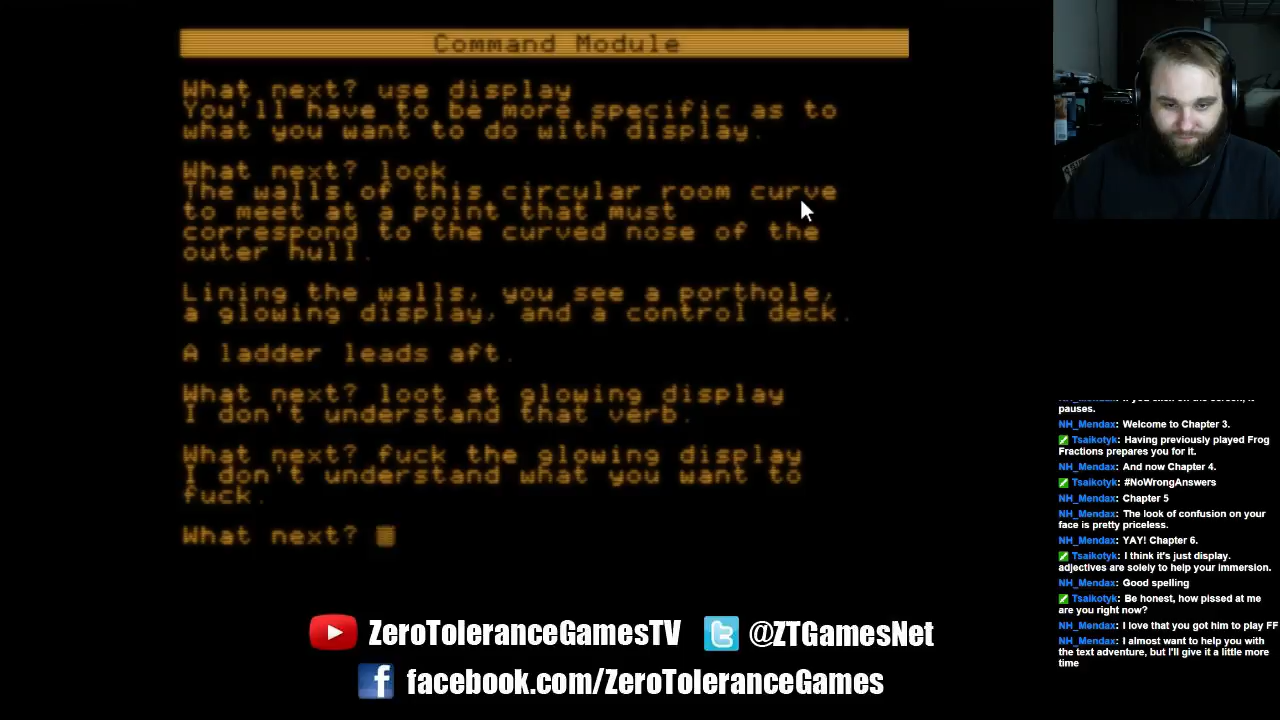 Command Module
What next? use display
You'll have to be more specific as to
what you want to do with display.
What next? look
The walls of this circular room curve
to meet at a point that must
correspond to the curved nose of the
outer hull.
Lining the walls, you see a porthole,
a glowing display, and a control deck.
A ladder leads aft.
What next? loot at glowing display
I don't understand that verb.
What next? fuck the glowing display
I don't understand what you want to
fuck.
What next?
pauses.
NH_Mendax: Welcome to Chapter 3.
Tsaikotyk: Having previously played Frog
Fractions prepares you for it.
NH_Mendax: And now Chapter 4.
Tsaikotyk: #NoWrongAnswers
NH_Mendax: Chapter 5
NH_Mendax: The look of confusion on your
face is pretty priceless.
NH_Mendax: YAY! Chapter 6.
Tsaikotyk: I think it's just display.
adjectives are solely to help your immersion.
NH_Mendax: Good spelling
Tsaikotyk: Be honest, how pissed at me
are you right now?
NH_Mendax: I love that you got him to play FF
NH_Mendax: I almost want to help you with
the text adventure, but I'll give it a little more
time
ZeroToleranceGamesTV
@ZTGamesNet
facebook.com/ZeroToleranceGames